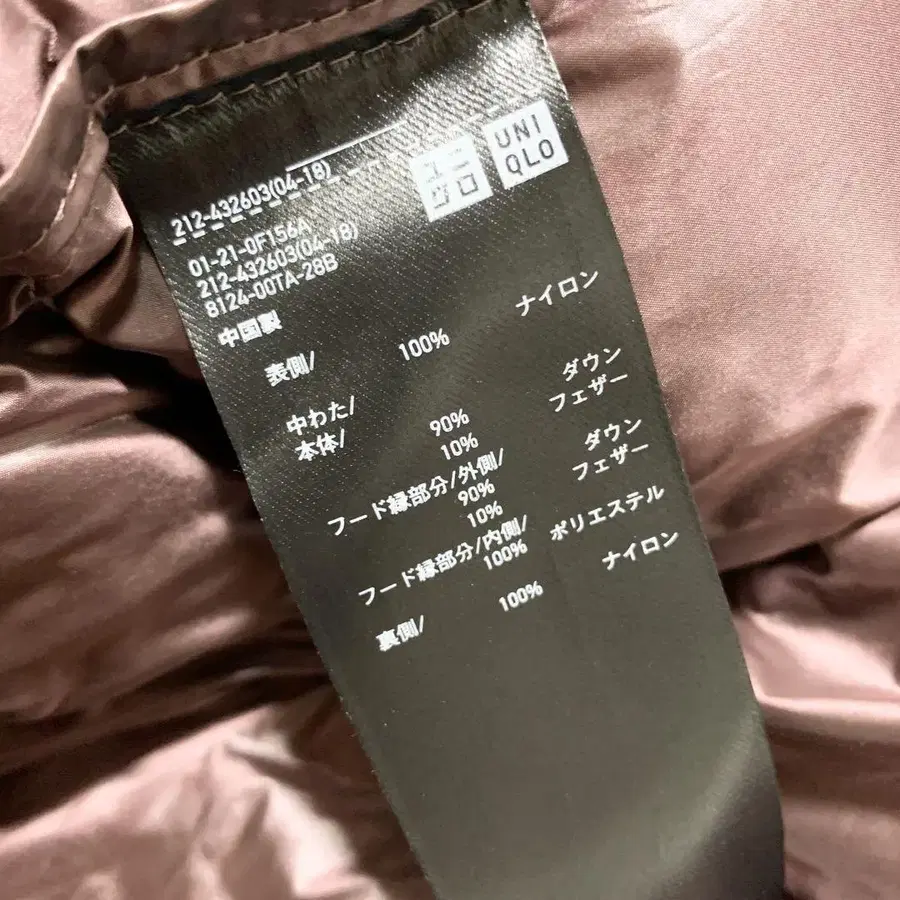 ユニ
クロ
UNI
QLO
212-432603(04-18)
01-21-0F156A
212-432603(04-18)
8124-00TA-28B
中国製
表側/ 100% ナイロン
中わた/
本体/ 90% ダウン
10% フェザー
フード縁部分/外側/
90% ダウン
10% フェザー
フード縁部分/内側/
100% ポリエステル
裏側/ 100% ナイロン